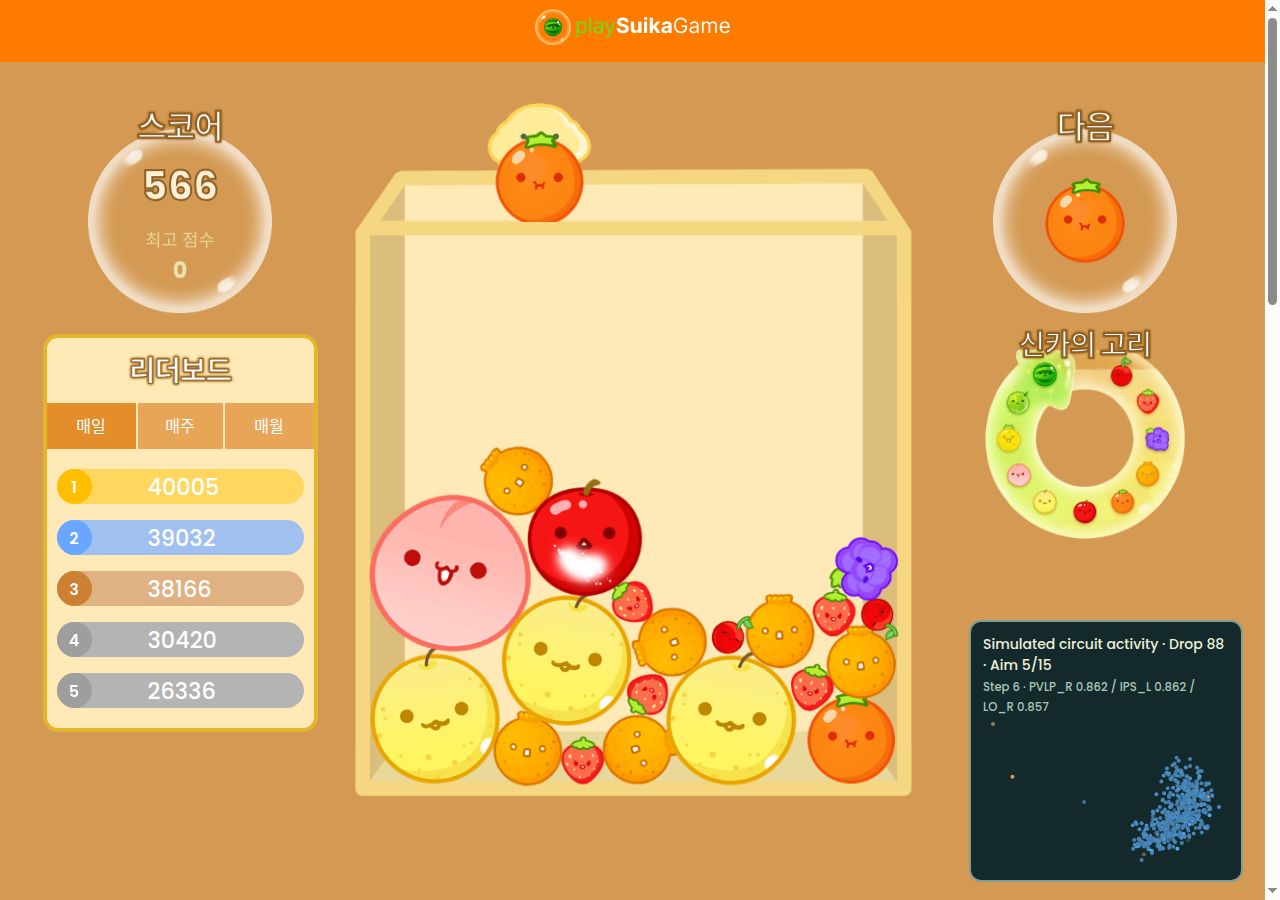 playSuikaGame
스코어
566
최고 점수
0
리더보드
매일 매주 매월
1 40005
2 39032
3 38166
4 30420
5 26336
다음
신카의 고리
Simulated circuit activity · Drop 88
· Aim 5/15
Step 6 · PVLP_R 0.862 / IPS_L 0.862 /
LO_R 0.857